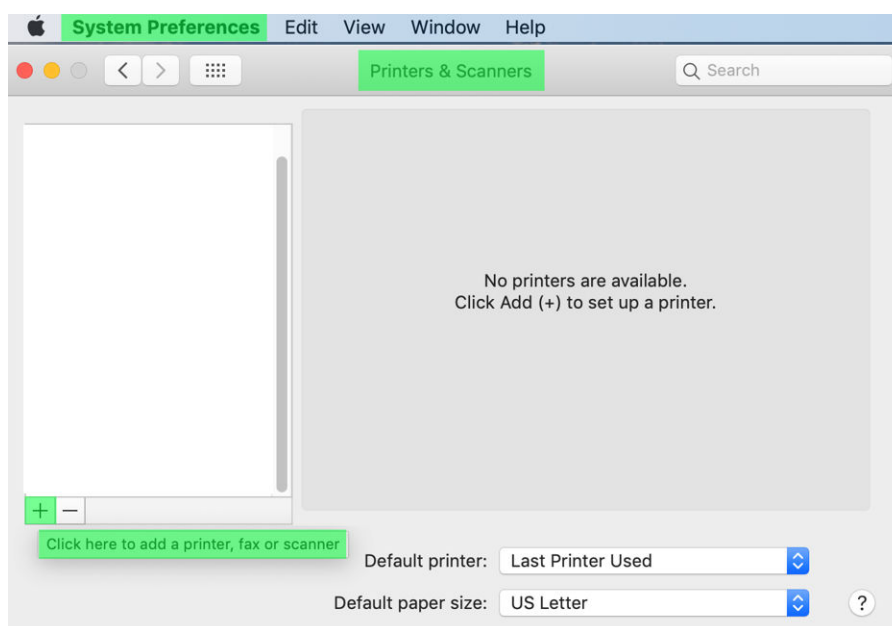 System Preferences Edit View Window Help
Printers & Scanners
Search
No printers are available.
Click Add (+) to set up a printer.
+ −
Click here to add a printer, fax or scanner
Default printer: Last Printer Used
Default paper size: US Letter
?